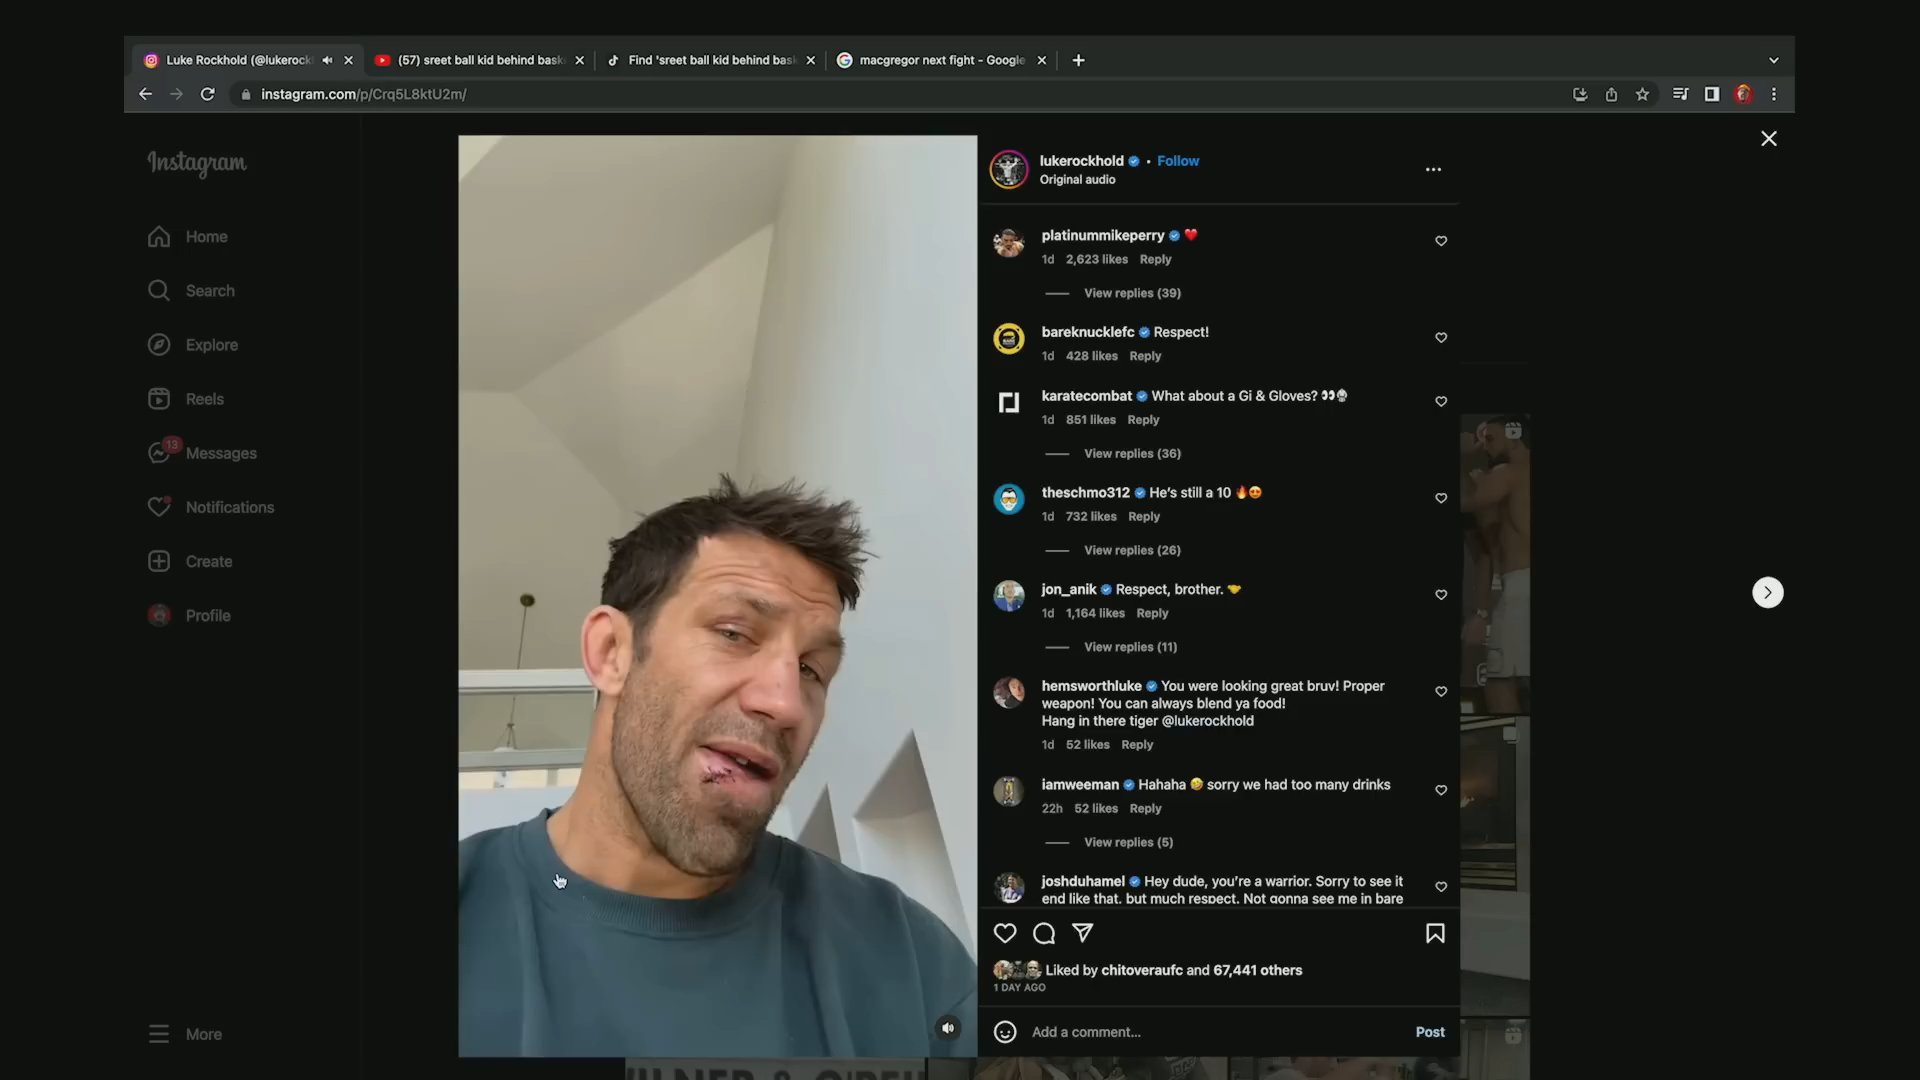 Luke Rockhold (@lukerock
(57) sreet ball kid behind bask
Find 'sreet ball kid behind bas
macgregor next fight - Google
instagram.com/p/Crq5L8ktU2m/
Instagram
Home
Search
Explore
Reels
13
Messages
Notifications
Create
Profile
More
lukerockhold • Follow
Original audio
platinummikeperry ❤️
1d 2,623 likes Reply
View replies (39)
bareknucklefc Respect!
1d 428 likes Reply
karatecombat What about a Gi & Gloves? 👀
1d 851 likes Reply
View replies (36)
theschmo312 He's still a 10 🔥😍
1d 732 likes Reply
View replies (26)
jon_anik Respect, brother. 🤝
1d 1,164 likes Reply
View replies (11)
hemsworthluke You were looking great bruv! Proper
weapon! You can always blend ya food!
Hang in there tiger @lukerockhold
1d 52 likes Reply
iamweeman Hahaha 🤣 sorry we had too many drinks
22h 52 likes Reply
View replies (5)
joshduhamel Hey dude, you're a warrior. Sorry to see it
end like that, but much respect. Not gonna see me in bare
Liked by chitoveraufc and 67,441 others
1 DAY AGO
Add a comment...
Post